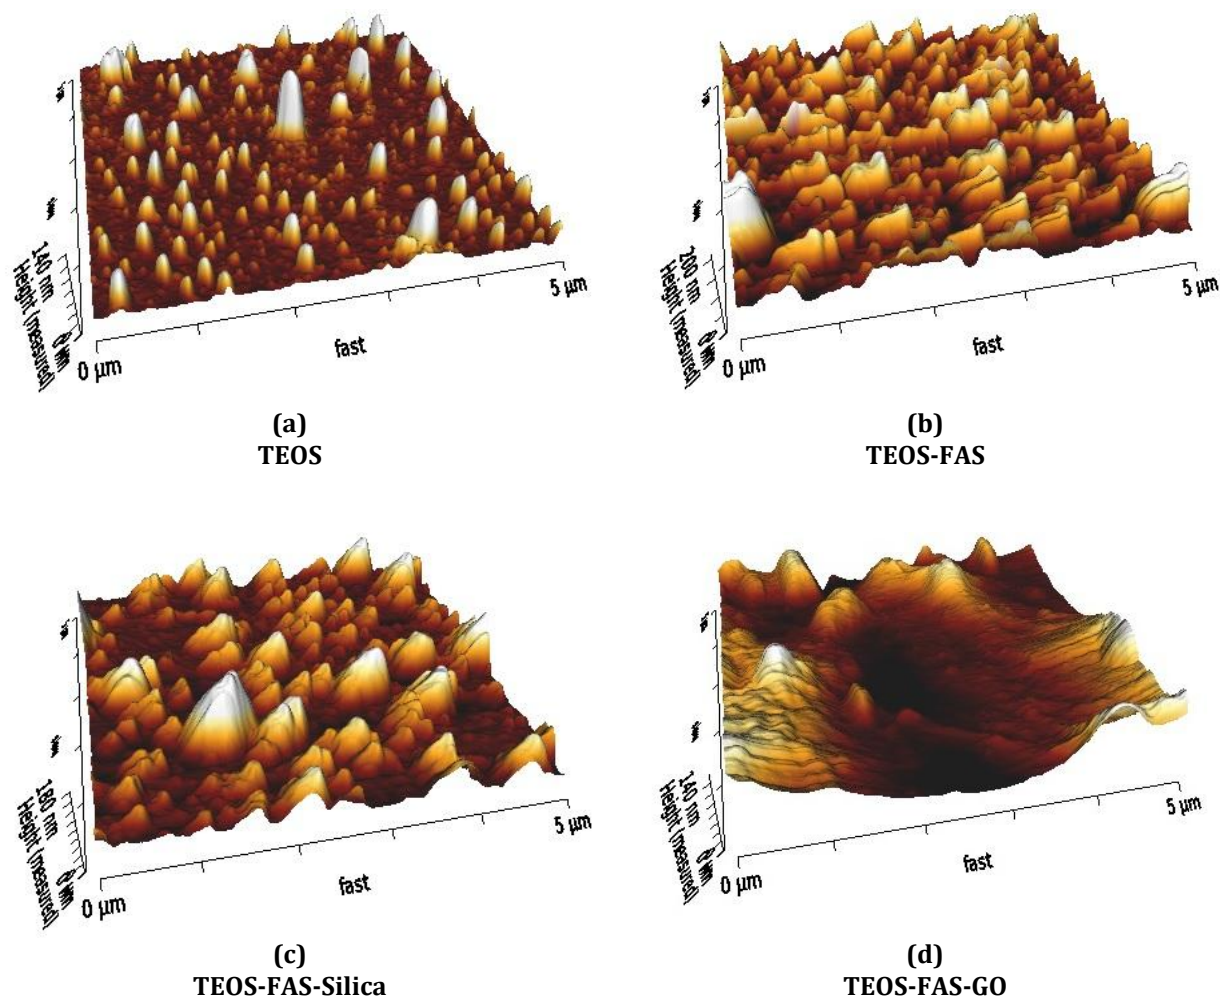 140 nm
Height (measured)
0 µm
fast
5 µm
(a)
TEOS
200 nm
Height (measured)
0 µm
fast
5 µm
(b)
TEOS-FAS
180 nm
Height (measured)
0 µm
fast
5 µm
(c)
TEOS-FAS-Silica
140 nm
Height (measured)
0 µm
fast
5 µm
(d)
TEOS-FAS-GO